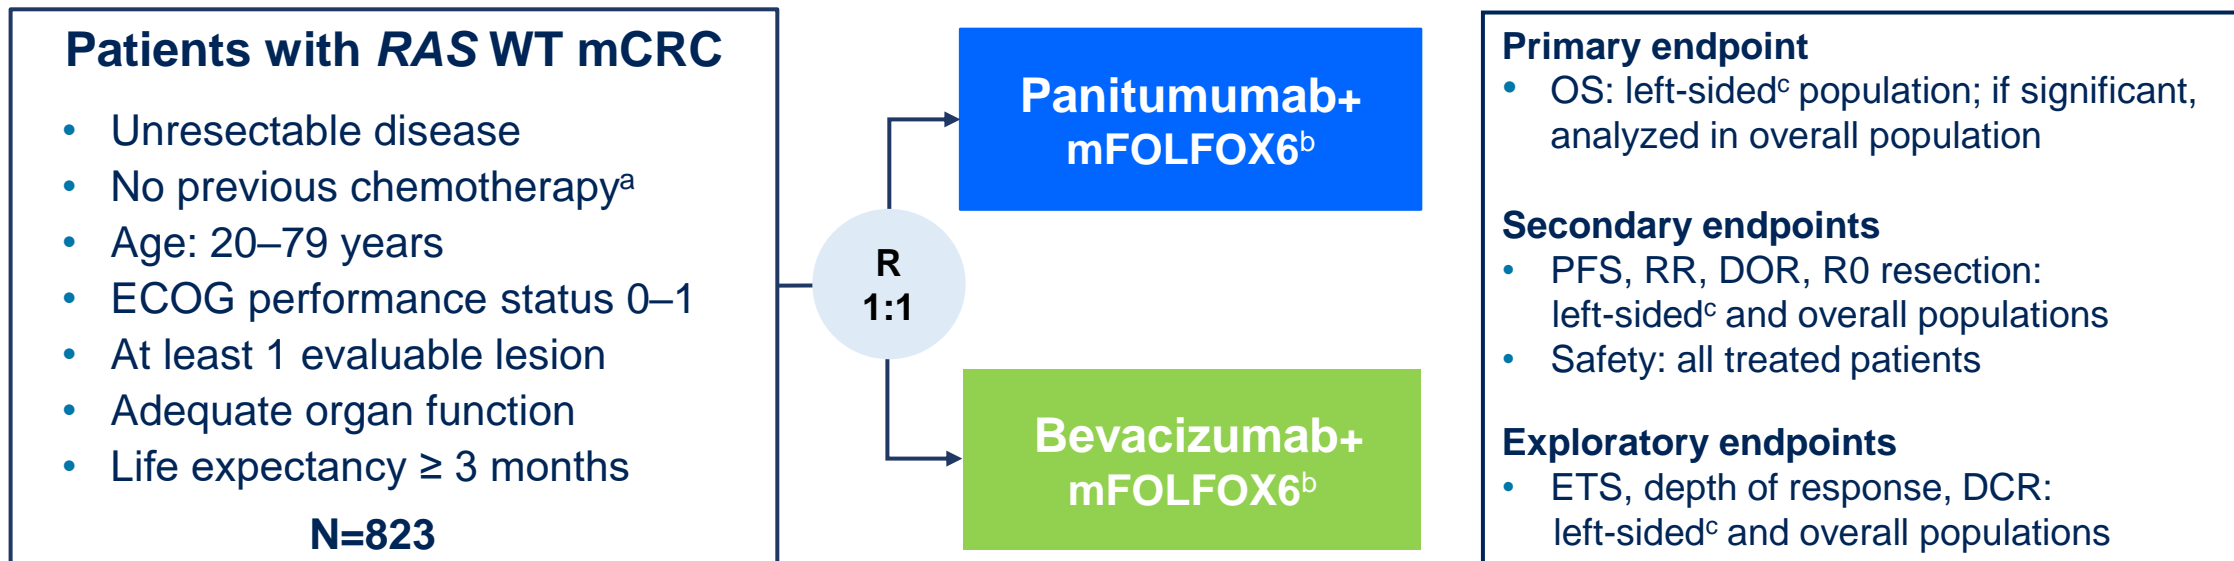 Patients with RAS WT mCRC
• Unresectable disease
• No previous chemotherapyᵃ
• Age: 20–79 years
• ECOG performance status 0–1
• At least 1 evaluable lesion
• Adequate organ function
• Life expectancy ≥ 3 months
N=823
R
1:1
Panitumumab+
mFOLFOX6ᵇ
Bevacizumab+
mFOLFOX6ᵇ
Primary endpoint
• OS: left-sidedᶜ population; if significant,
analyzed in overall population
Secondary endpoints
• PFS, RR, DOR, R0 resection:
left-sidedᶜ and overall populations
• Safety: all treated patients
Exploratory endpoints
• ETS, depth of response, DCR:
left-sidedᶜ and overall populations